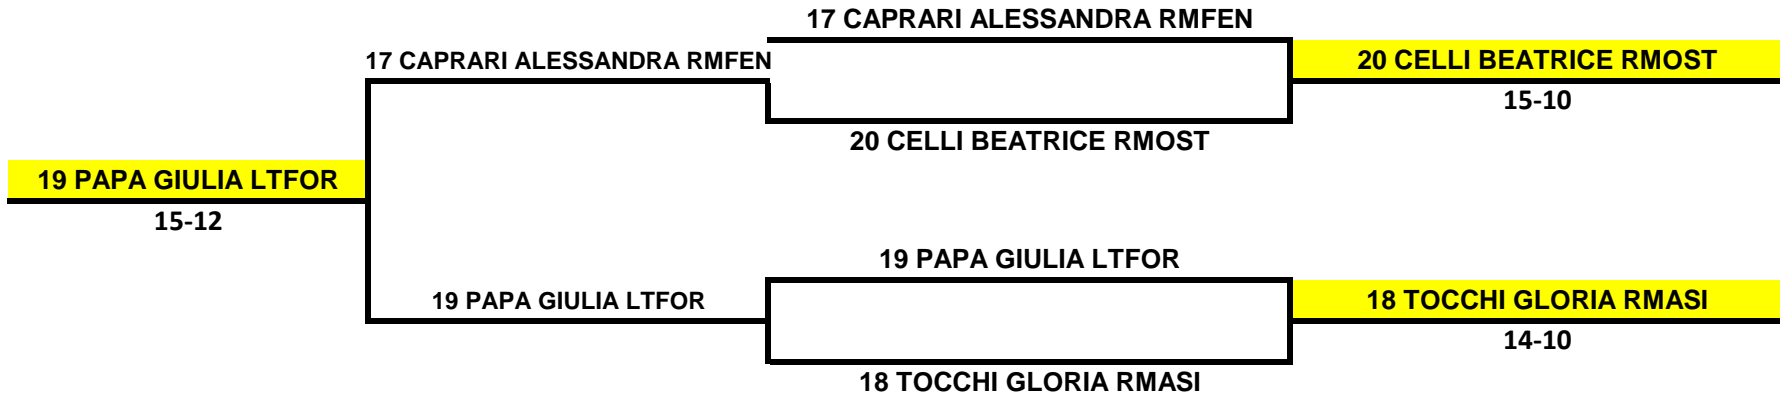 17 CAPRARI ALESSANDRA RMFEN
17 CAPRARI ALESSANDRA RMFEN
20 CELLI BEATRICE RMOST
15-10
20 CELLI BEATRICE RMOST
19 PAPA GIULIA LTFOR
15-12
19 PAPA GIULIA LTFOR
19 PAPA GIULIA LTFOR
18 TOCCHI GLORIA RMASI
14-10
18 TOCCHI GLORIA RMASI